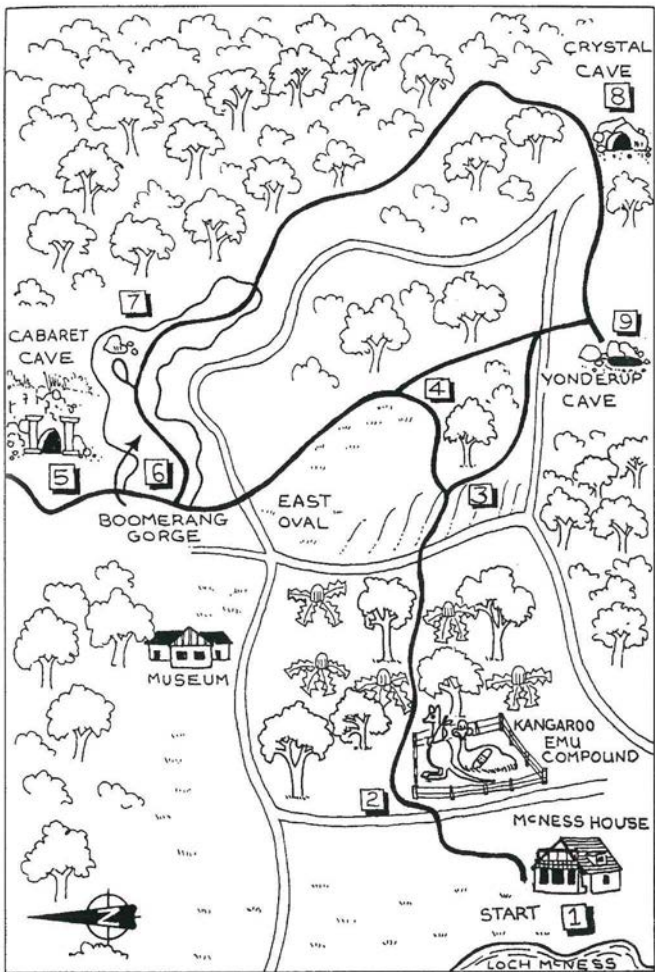 CRYSTAL
CAVE
8
7
CABARET
CAVE
9
YONDERUP
CAVE
4
5
6
3
EAST
OVAL
BOOMERANG
GORGE
MUSEUM
KANGAROO
EMU
COMPOUND
2
McNESS HOUSE
START 1
N
LOCH McNESS